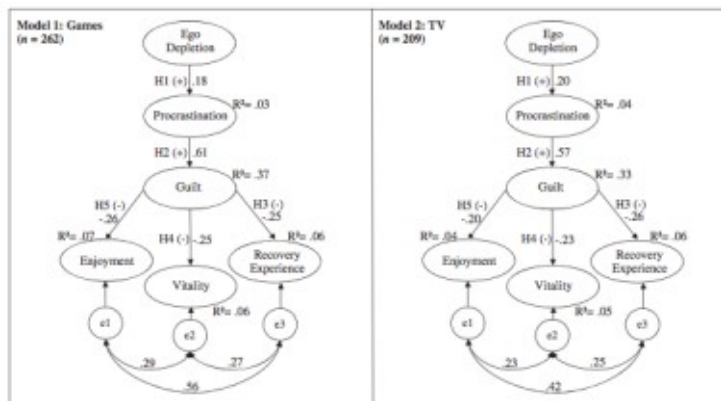 Model 1: Games
(n = 262)
Ego
Depletion
H1 (+) .18
Procrastination
R²= .03
H2 (+) .61
Guilt
R²= .37
H5 (-)
-.26
H4 (-) -.25
H3 (-)
-.25
R²= .07
Enjoyment
Vitality
R²= .06
Recovery
Experience
R²= .06
e1
e2
e3
.29
.27
.56
Model 2: TV
(n = 209)
Ego
Depletion
H1 (+) .20
Procrastination
R²= .04
H2 (+) .57
Guilt
R²= .33
H5 (-)
-.20
H4 (-) -.23
H3 (-)
-.26
R²= .04
Enjoyment
Vitality
R²= .05
Recovery
Experience
R²= .06
e1
e2
e3
.23
.25
.42